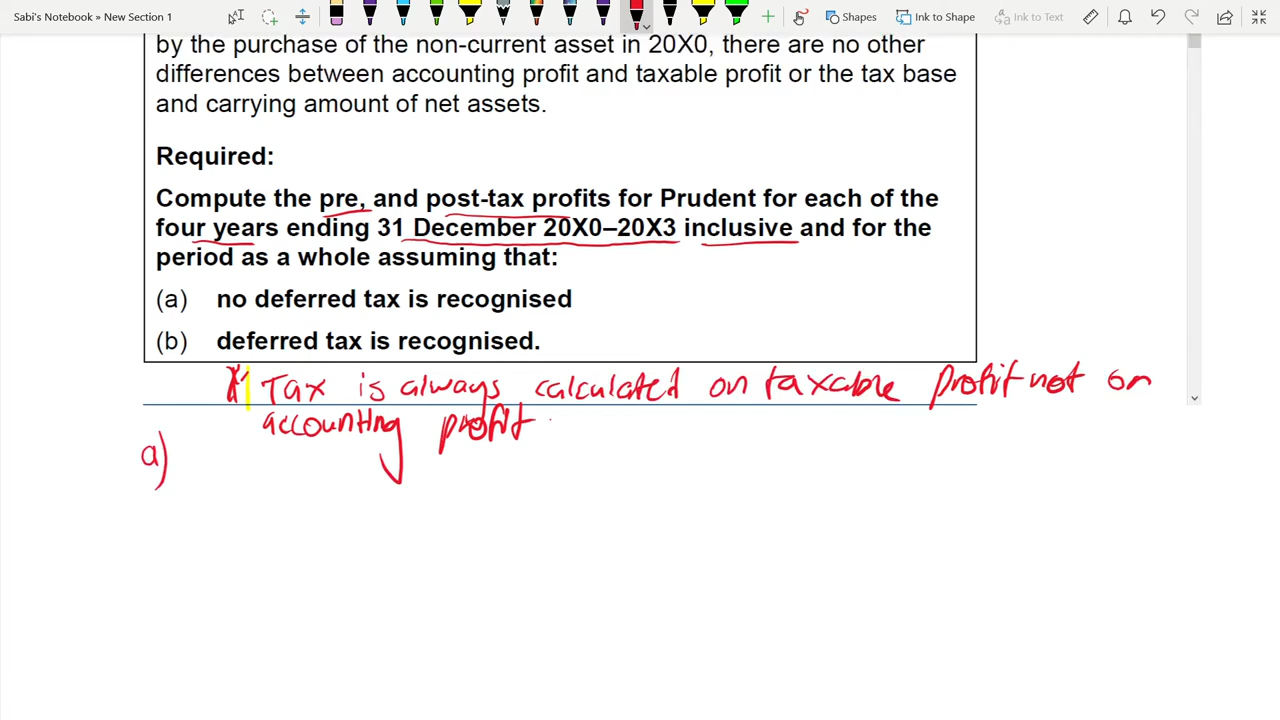 Sabi's Notebook » New Section 1
Shapes
Ink to Shape
Ink to Text
by the purchase of the non-current asset in 20X0, there are no other
differences between accounting profit and taxable profit or the tax base
and carrying amount of net assets.
Required:
Compute the pre, and post-tax profits for Prudent for each of the
four years ending 31 December 20X0–20X3 inclusive and for the
period as a whole assuming that:
(a) no deferred tax is recognised
(b) deferred tax is recognised.
Tax is always calculated on taxable profit not on
accounting profit
a)